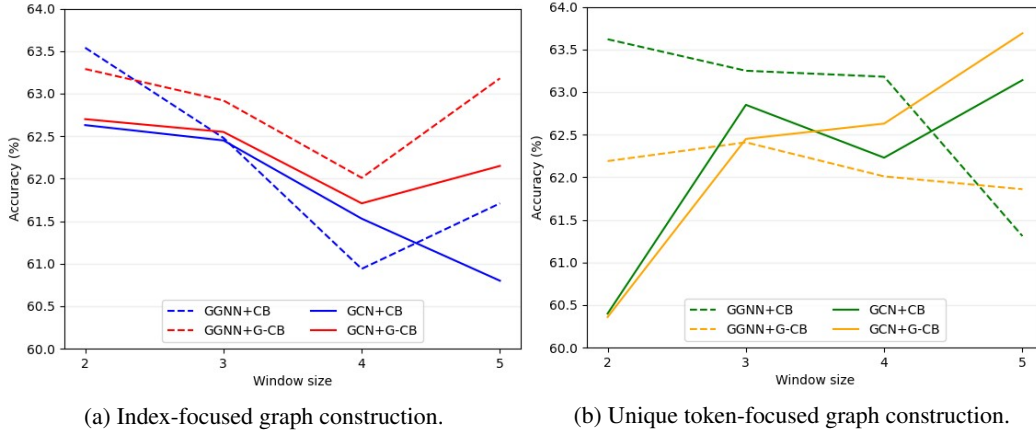 64.0
63.5
63.0
62.5
62.0
61.5
61.0
60.5
60.0
Accuracy (%)
2
3
4
5
Window size
GGNN+CB
GGNN+G-CB
GCN+CB
GCN+G-CB
(a) Index-focused graph construction.
64.0
63.5
63.0
62.5
62.0
61.5
61.0
60.5
60.0
Accuracy (%)
2
3
4
5
Window size
GGNN+CB
GGNN+G-CB
GCN+CB
GCN+G-CB
(b) Unique token-focused graph construction.